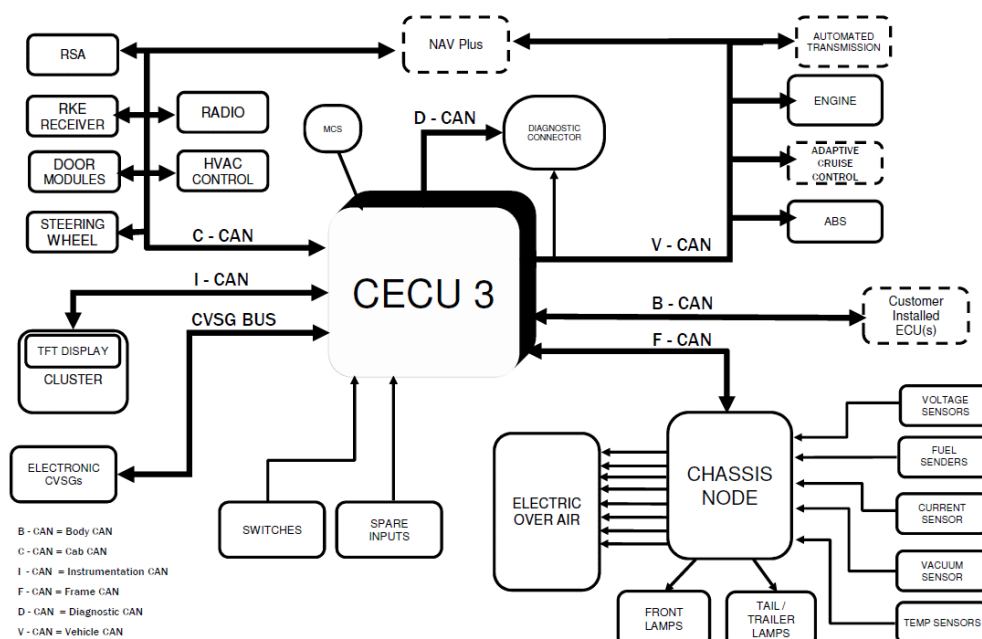 RSA
NAV Plus
AUTOMATED
TRANSMISSION
RKE
RECEIVER
RADIO
MCS
D - CAN
DIAGNOSTIC
CONNECTOR
ENGINE
DOOR
MODULES
HVAC
CONTROL
ADAPTIVE
CRUISE
CONTROL
STEERING
WHEEL
ABS
C - CAN
V - CAN
I - CAN
CECU 3
B - CAN
Customer
Installed
ECU(s)
CVSG BUS
F - CAN
TFT DISPLAY
CLUSTER
VOLTAGE
SENSORS
FUEL
SENDERS
ELECTRONIC
CVSGs
ELECTRIC
OVER AIR
CHASSIS
NODE
CURRENT
SENSOR
SWITCHES
SPARE
INPUTS
VACUUM
SENSOR
FRONT
LAMPS
TAIL /
TRAILER
LAMPS
TEMP SENSORS
B - CAN = Body CAN
C - CAN = Cab CAN
I - CAN = Instrumentation CAN
F - CAN = Frame CAN
D - CAN = Diagnostic CAN
V - CAN = Vehicle CAN